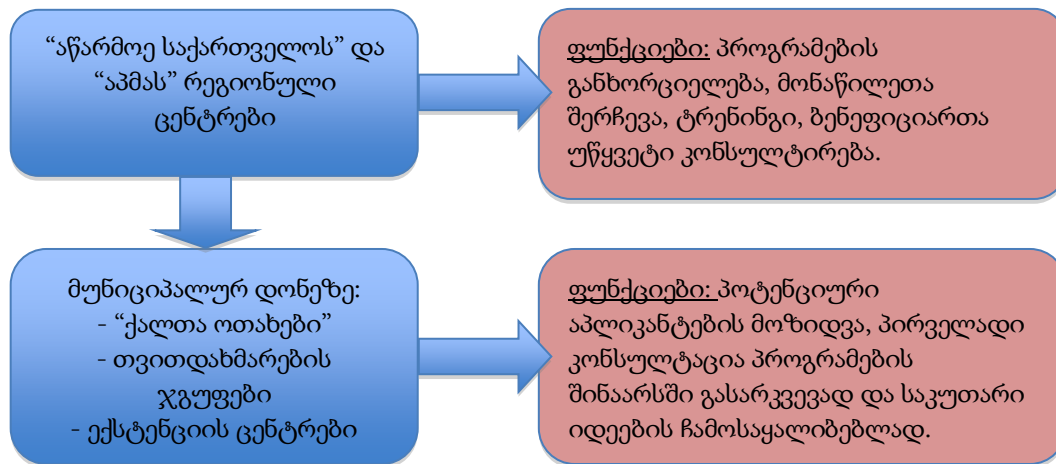 “აწარმოე საქართველოს” და
“აპმას” რეგიონული
ცენტრები
ფუნქციები: პროგრამების
განხორციელება, მონაწილეთა
შერჩევა, ტრენინგი, ბენეფიციართა
უწყვეტი კონსულტირება.
მუნიციპალურ დონეზე:
- “ქალთა ოთახები”
- თვითდახმარების
ჯგუფები
- ექსტენციის ცენტრები
ფუნქციები: პოტენციური
აპლიკანტების მოზიდვა, პირველადი
კონსულტაცია პროგრამების
შინაარსში გასარკვევად და საკუთარი
იდეების ჩამოსაყალიბებლად.